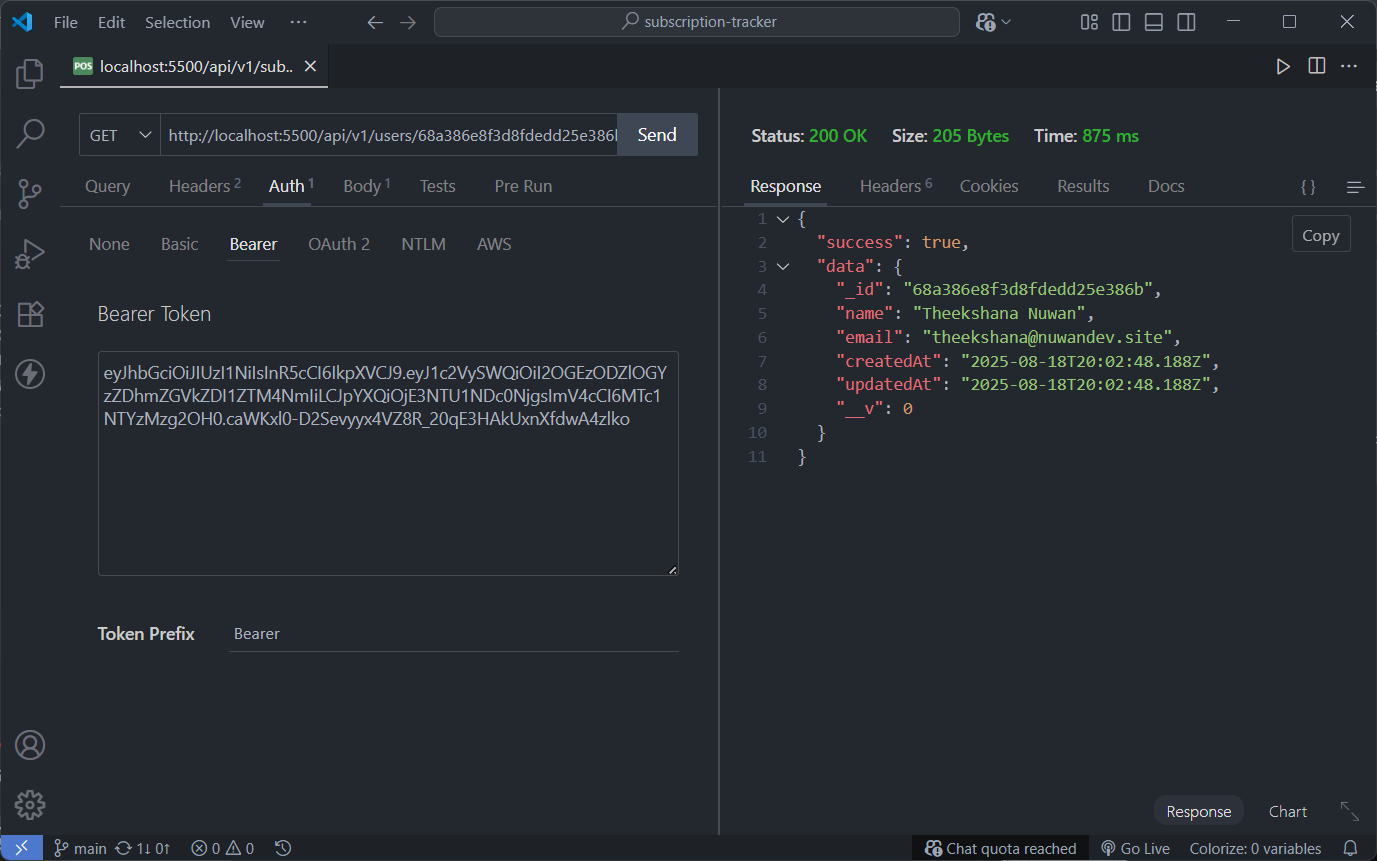 File Edit Selection View ··· subscription-tracker
POS localhost:5500/api/v1/sub..
GET http://localhost:5500/api/v1/users/68a386e8f3d8fdedd25e386 Send
Status: 200 OK Size: 205 Bytes Time: 875 ms
Query Headers 2 Auth 1 Body 1 Tests Pre Run
Response Headers 6 Cookies Results Docs {}
None Basic Bearer OAuth 2 NTLM AWS
Bearer Token
eyJhbGciOiJIUzI1NiIsInR5cCI6IkpXVCJ9.eyJ1c2VySWQiOiI2OGEzODZlOGY
zZDhmZGVkZDI1ZTM4NmIiLCJpYXQiOjE3NTU1NDc0NjgsImV4cCI6MTc1
NTYzMzg2OH0.caWKxl0-D2Sevyyx4VZ8R_20qE3HAkUxnXfdwA4zlko
Token Prefix Bearer
Copy
1 {
2 "success": true,
3 "data": {
4 "_id": "68a386e8f3d8fdedd25e386b",
5 "name": "Theekshana Nuwan",
6 "email": "theekshana@nuwandev.site",
7 "createdAt": "2025-08-18T20:02:48.188Z",
8 "updatedAt": "2025-08-18T20:02:48.188Z",
9 "__v": 0
10 }
11 }
Response Chart
main 1↓ 0↑ 0 0 Chat quota reached Go Live Colorize: 0 variables